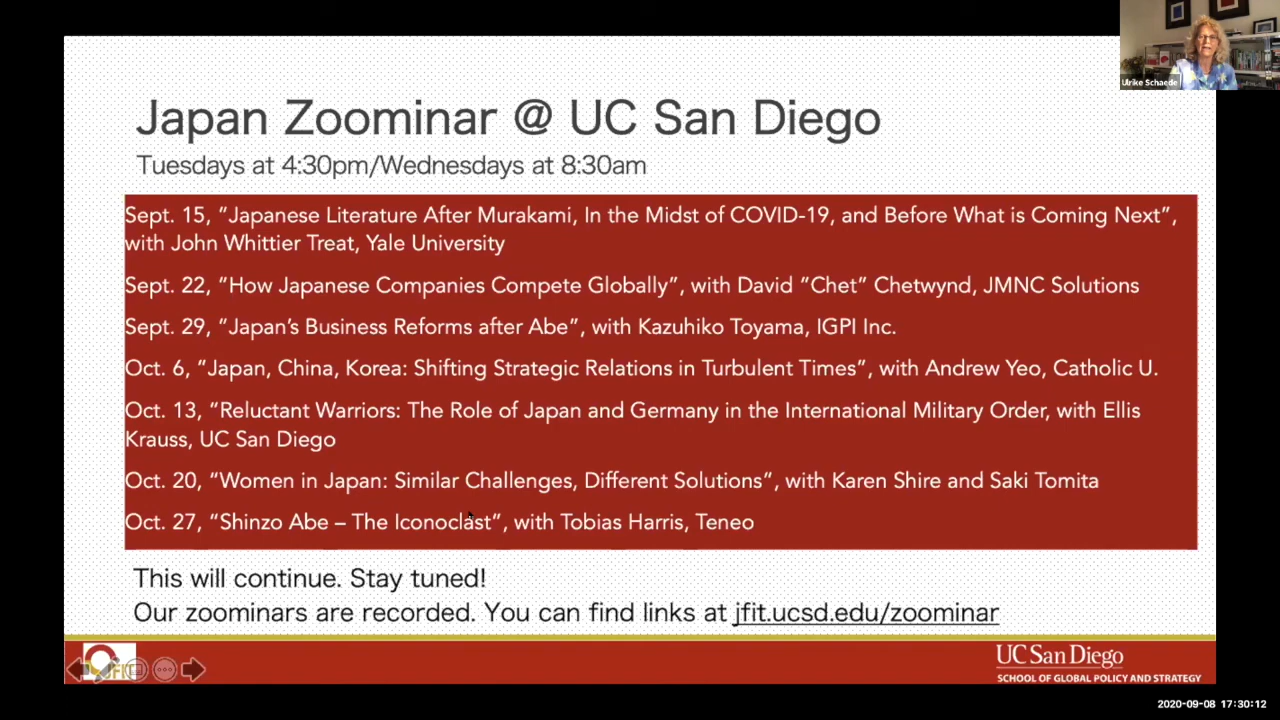 Ulrike Schaede
Japan Zoominar @ UC San Diego
Tuesdays at 4:30pm/Wednesdays at 8:30am
Sept. 15, “Japanese Literature After Murakami, In the Midst of COVID-19, and Before What is Coming Next”,
with John Whittier Treat, Yale University
Sept. 22, “How Japanese Companies Compete Globally”, with David “Chet” Chetwynd, JMNC Solutions
Sept. 29, “Japan’s Business Reforms after Abe”, with Kazuhiko Toyama, IGPI Inc.
Oct. 6, “Japan, China, Korea: Shifting Strategic Relations in Turbulent Times”, with Andrew Yeo, Catholic U.
Oct. 13, “Reluctant Warriors: The Role of Japan and Germany in the International Military Order, with Ellis
Krauss, UC San Diego
Oct. 20, “Women in Japan: Similar Challenges, Different Solutions”, with Karen Shire and Saki Tomita
Oct. 27, “Shinzo Abe – The Iconoclast”, with Tobias Harris, Teneo
This will continue. Stay tuned!
Our zoominars are recorded. You can find links at jfit.ucsd.edu/zoominar
UC San Diego
SCHOOL OF GLOBAL POLICY AND STRATEGY
2020-09-08 17:30:12